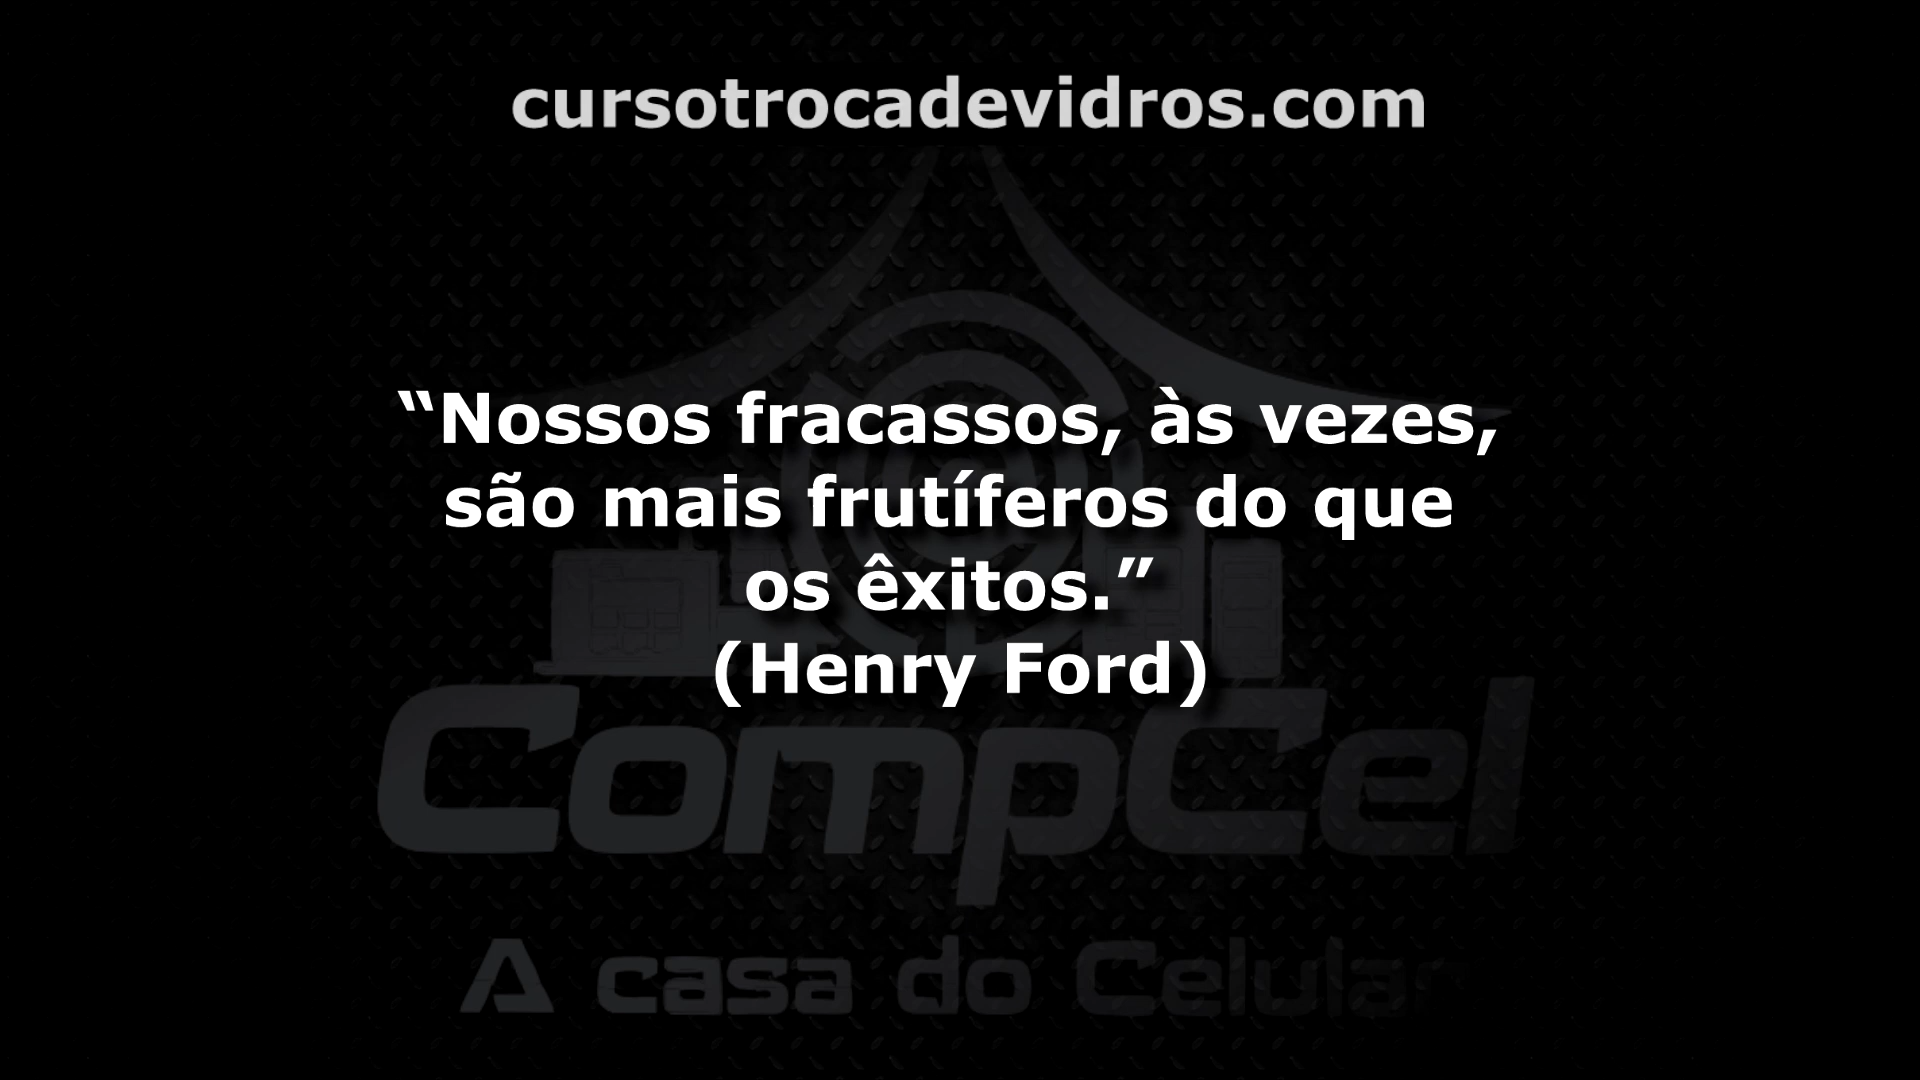 cursotrocadevidros.com
“Nossos fracassos, às vezes,
são mais frutíferos do que
os êxitos.”
(Henry Ford)
CompCel
A casa do Celular